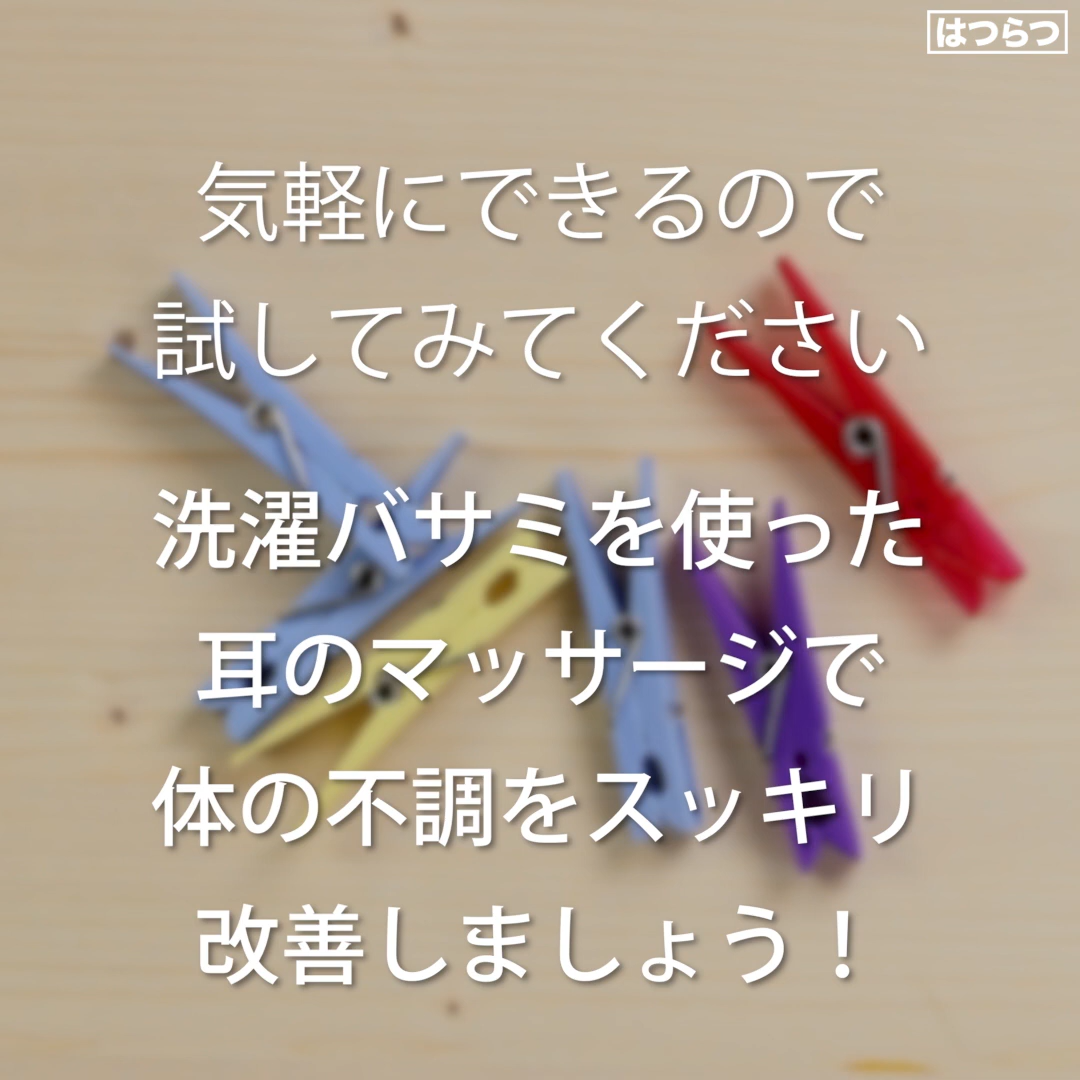 はつらつ
気軽にできるので
試してみてください
洗濯バサミを使った
耳のマッサージで
体の不調をスッキリ
改善しましょう！